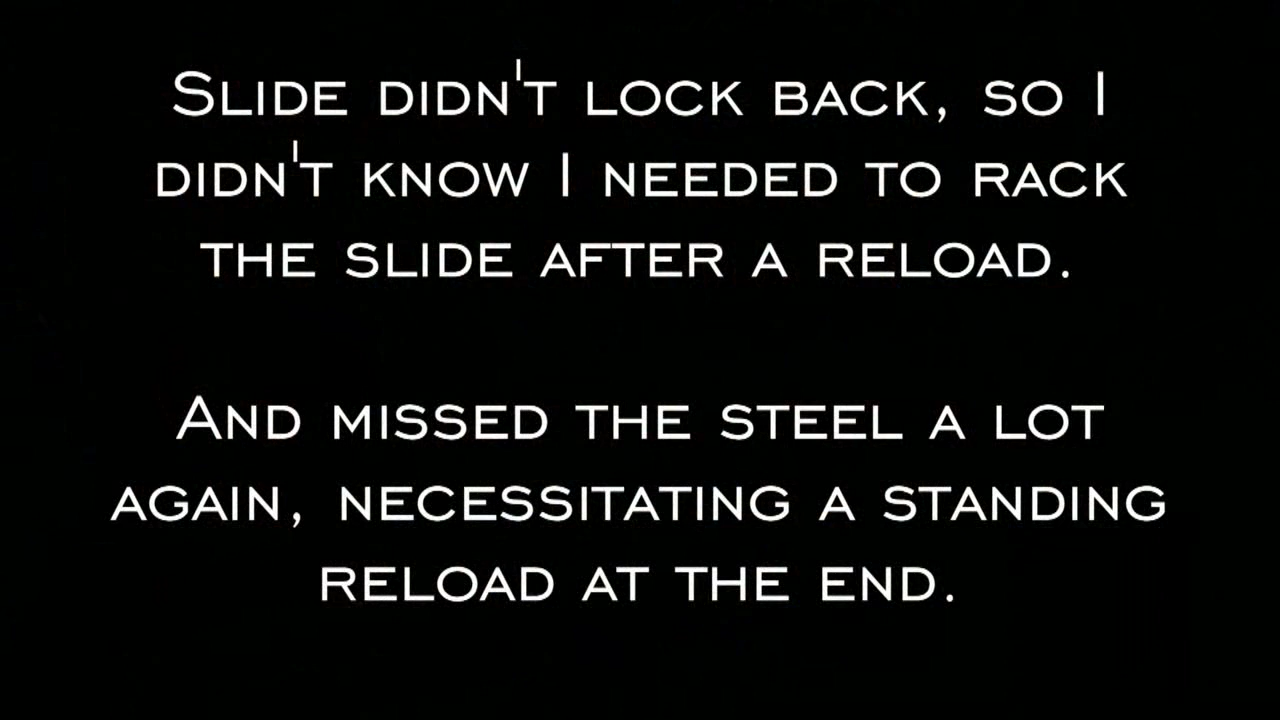 Slide didn't lock back, so I
didn't know I needed to rack
the slide after a reload.
And missed the steel a lot
again, necessitating a standing
reload at the end.